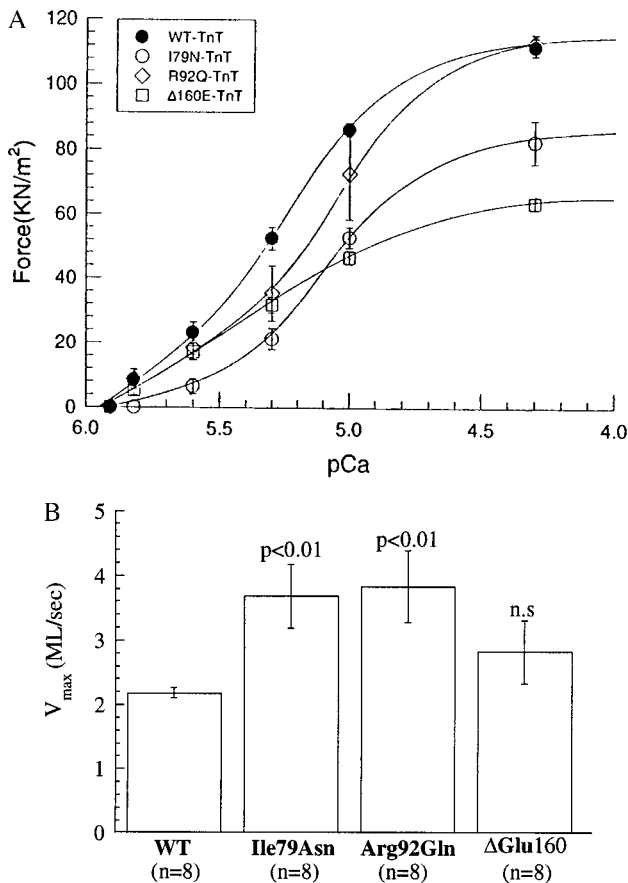 A
WT-TnT
I79N-TnT
R92Q-TnT
Δ160E-TnT
Force(KN/m²)
120
100
80
60
40
20
0
6.0 5.5 5.0 4.5 4.0
pCa
B
V_max (ML/sec)
5
4
3
2
1
0
p<0.01
p<0.01
n.s
WT Ile79Asn Arg92Gln ΔGlu160
(n=8) (n=8) (n=8) (n=8)